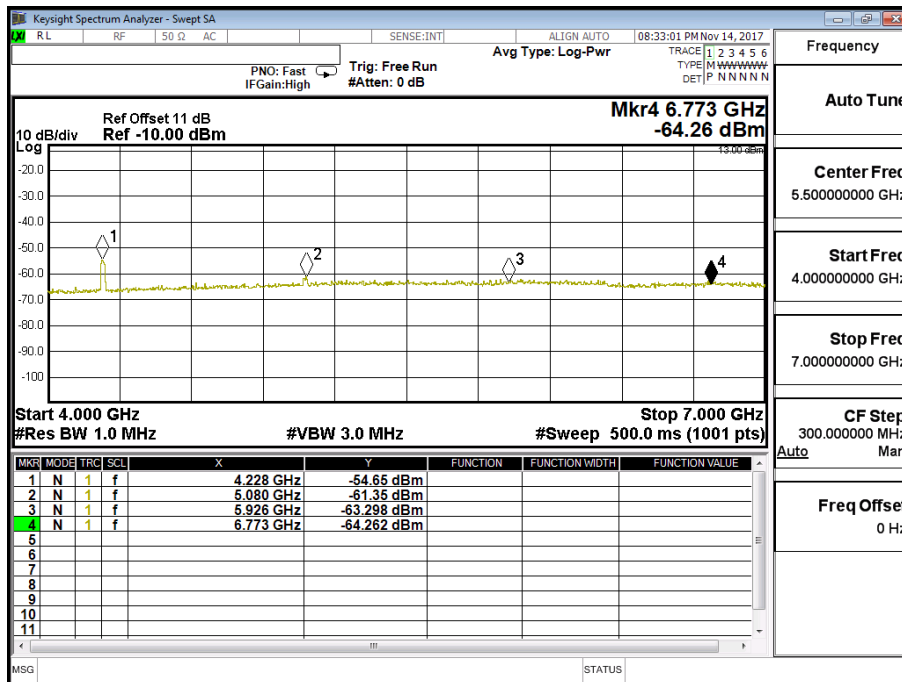 Keysight Spectrum Analyzer - Swept SA
LXI RL RF 50 Ω AC SENSE:INT ALIGN AUTO 08:33:01 PM Nov 14, 2017
PNO: Fast
IFGain:High
Trig: Free Run
#Atten: 0 dB
Avg Type: Log-Pwr
TRACE 1 2 3 4 5 6
TYPE M W W W W W
DET P N N N N N
Mkr4 6.773 GHz
-64.26 dBm
Ref Offset 11 dB
10 dB/div Ref -10.00 dBm
Log
-13.00 dBm
-20.0
-30.0
-40.0
-50.0
-60.0
-70.0
-80.0
-90.0
-100
1
2
3
4
Start 4.000 GHz Stop 7.000 GHz
#Res BW 1.0 MHz #VBW 3.0 MHz #Sweep 500.0 ms (1001 pts)
MKR MODE TRC SCL X Y FUNCTION FUNCTION WIDTH FUNCTION VALUE
1 N 1 f 4.228 GHz -54.65 dBm
2 N 1 f 5.080 GHz -61.35 dBm
3 N 1 f 5.926 GHz -63.298 dBm
4 N 1 f 6.773 GHz -64.262 dBm
5
6
7
8
9
10
11
MSG STATUS
Frequency
Auto Tune
Center Freq
5.500000000 GHz
Start Freq
4.000000000 GHz
Stop Freq
7.000000000 GHz
CF Step
300.000000 MHz
Auto Man
Freq Offset
0 Hz